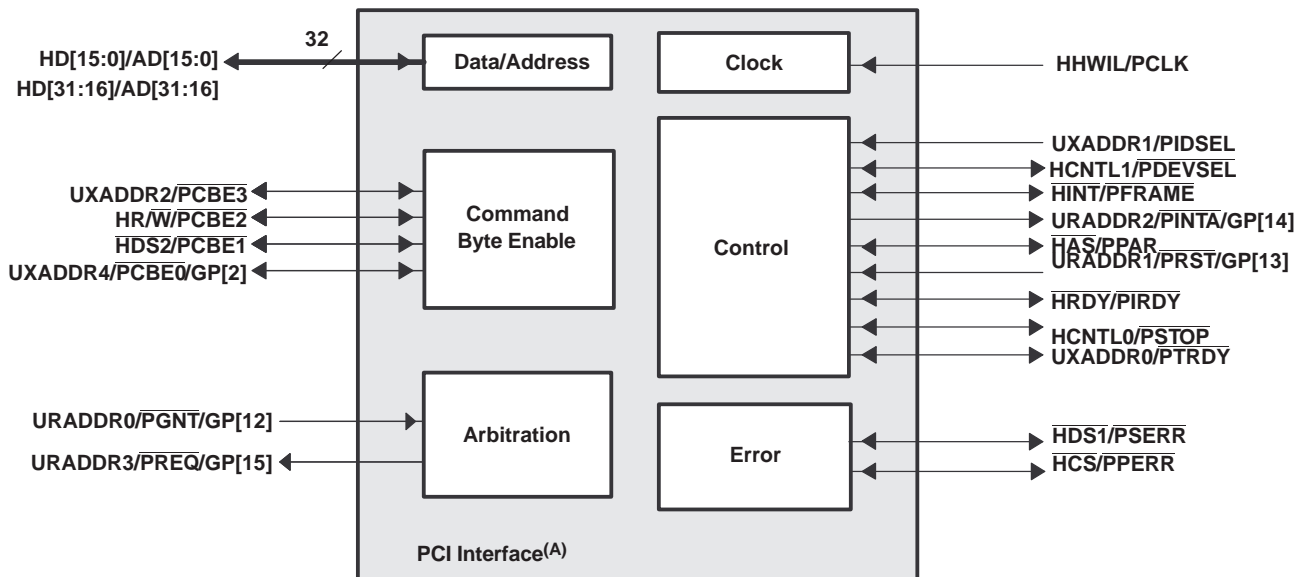 32
HD[15:0]/AD[15:0]
HD[31:16]/AD[31:16]
Data/Address
Clock
HHWIL/PCLK
UXADDR2/PCBE3
HR/W/PCBE2
HDS2/PCBE1
UXADDR4/PCBE0/GP[2]
Command
Byte Enable
Control
UXADDR1/PIDSEL
HCNTL1/PDEVSEL
HINT/PFRAME
URADDR2/PINTA/GP[14]
HAS/PPAR
URADDR1/PRST/GP[13]
HRDY/PIRDY
HCNTL0/PSTOP
UXADDR0/PTRDY
URADDR0/PGNT/GP[12]
URADDR3/PREQ/GP[15]
Arbitration
Error
HDS1/PSERR
HCS/PPERR
PCI Interface(A)